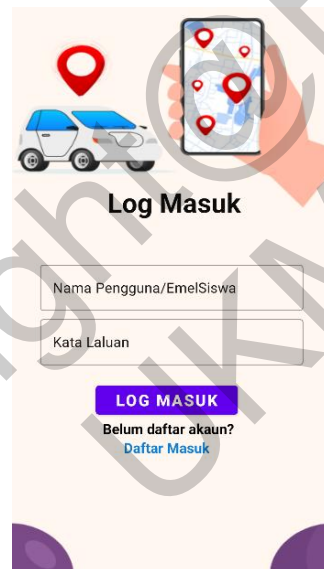 Log Masuk
Nama Pengguna/EmelSiswa
Kata Laluan
LOG MASUK
Belum daftar akaun?
Daftar Masuk